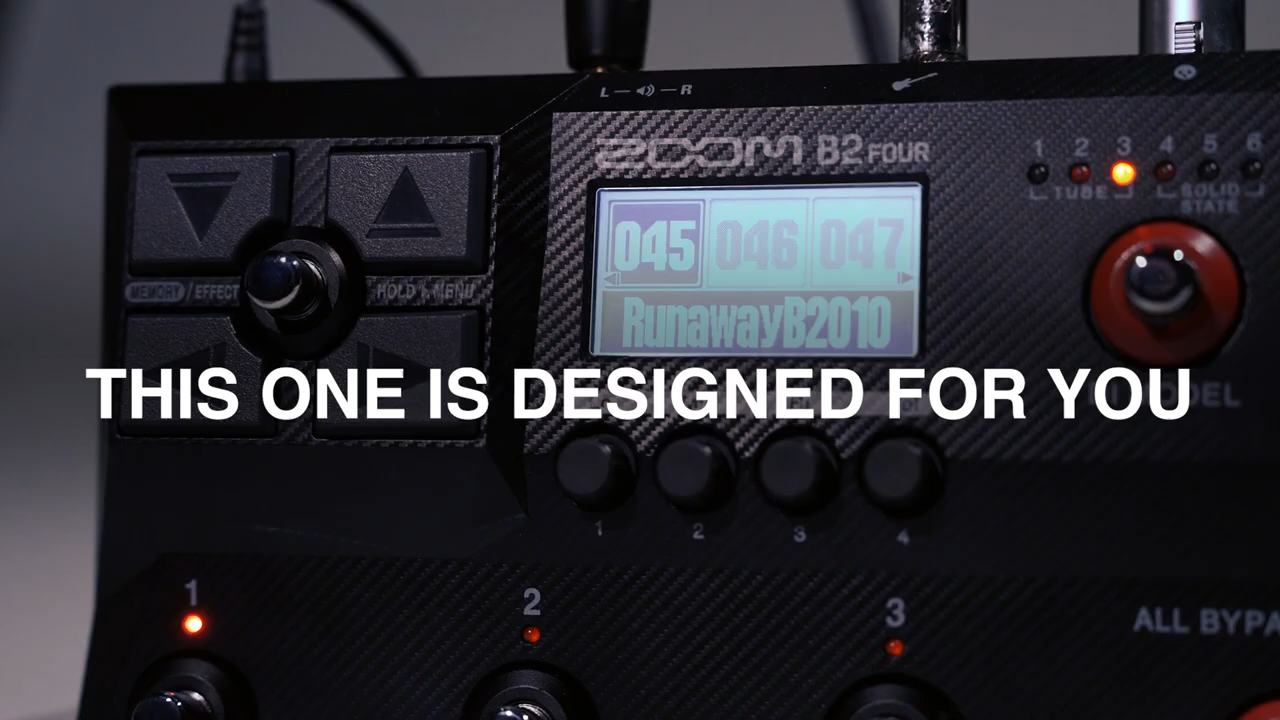 L R
ZOOM B2 FOUR
1 2 3 4 5 6
TUBE SOLID STATE
045 046 047
MEMORY / EFFECT HOLD MENU
RunawayB2010
THIS ONE IS DESIGNED FOR YOU
1 2 3 4
1 2 3
ALL BYPA